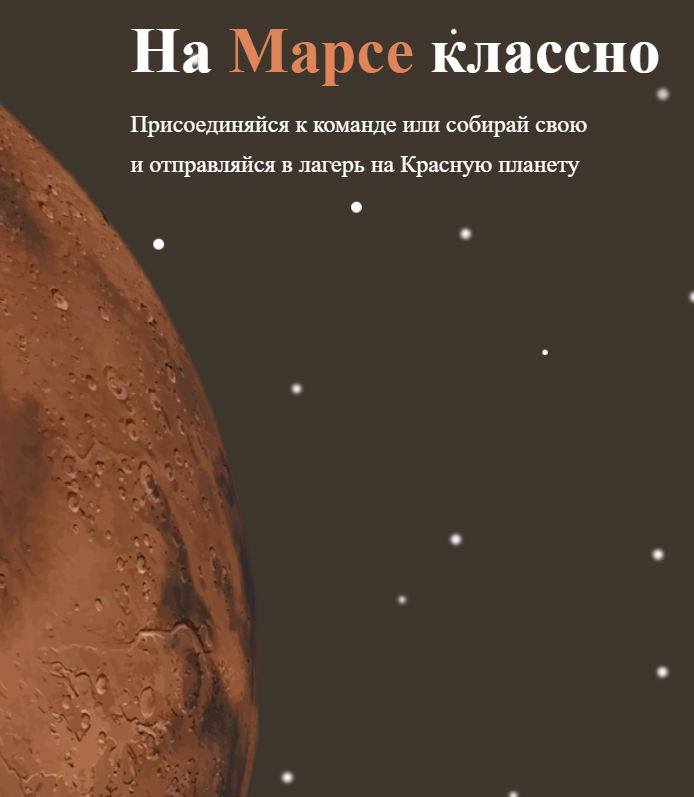 На Марсе классно
Присоединяйся к команде или собирай свою
и отправляйся в лагерь на Красную планету